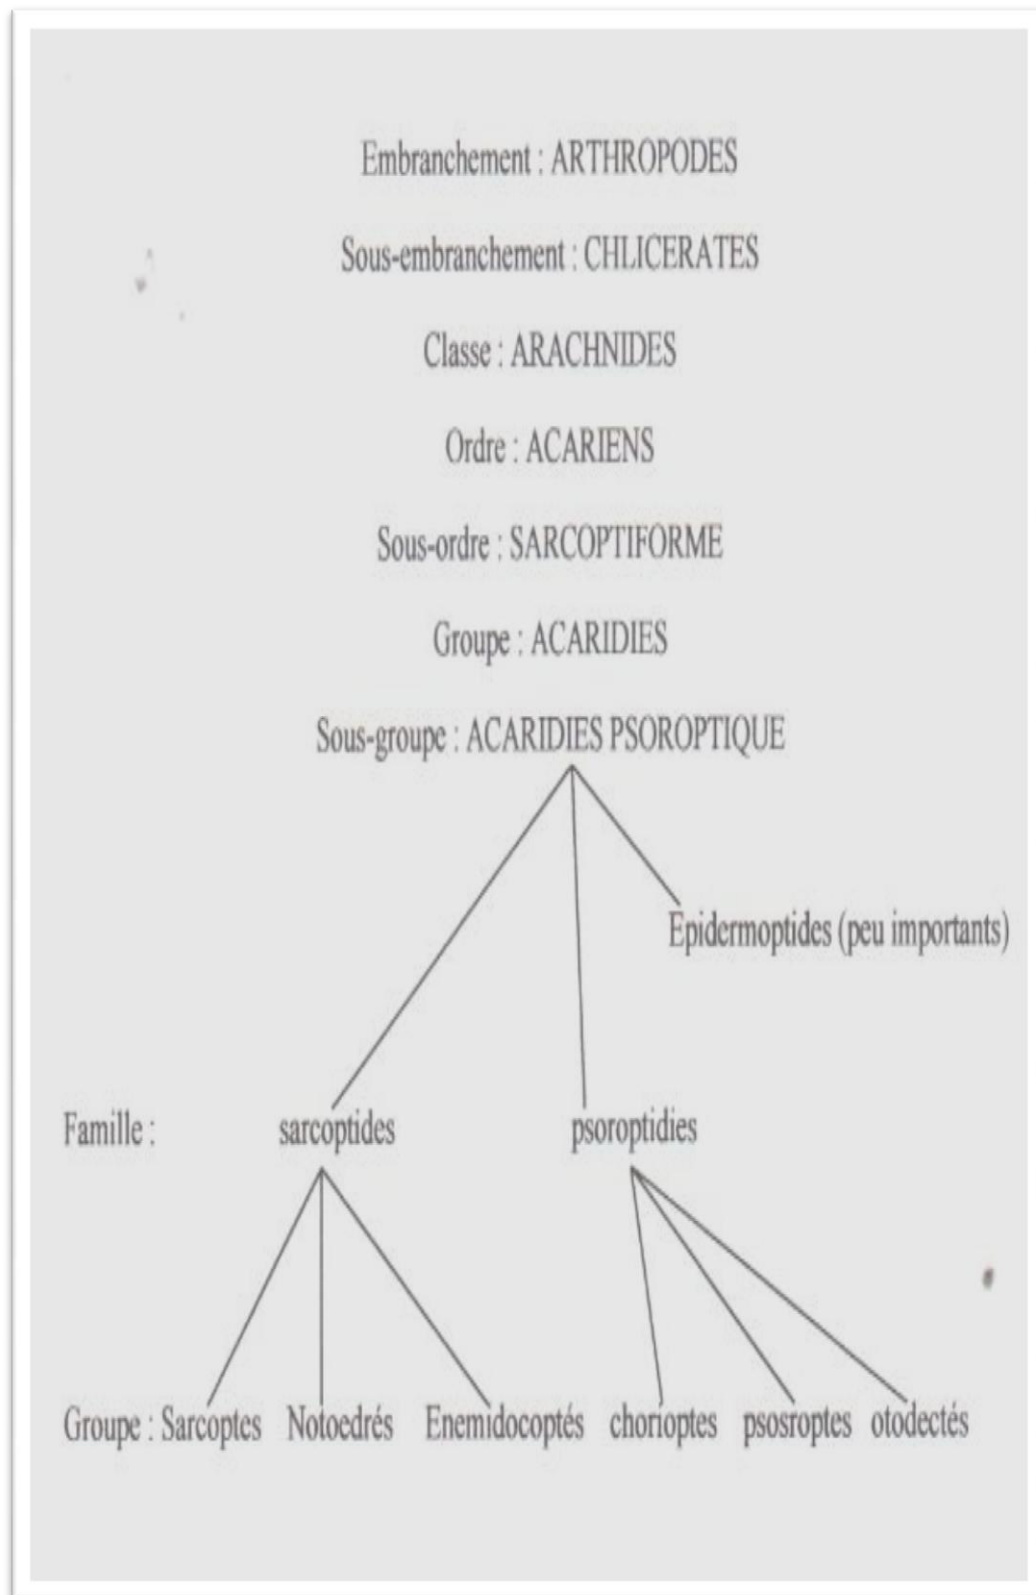 Embranchement : ARTHROPODES
Sous-embranchement : CHLICERATES
Classe : ARACHNIDES
Ordre : ACARIENS
Sous-ordre : SARCOPTIFORME
Groupe : ACARIDIES
Sous-groupe : ACARIDIES PSOROPTIQUE
Epidermoptides (peu importants)
Famille : sarcoptides psoroptidies
Groupe : Sarcoptes Notoedrés Enemidocoptés chorioptes psosroptes otodectés